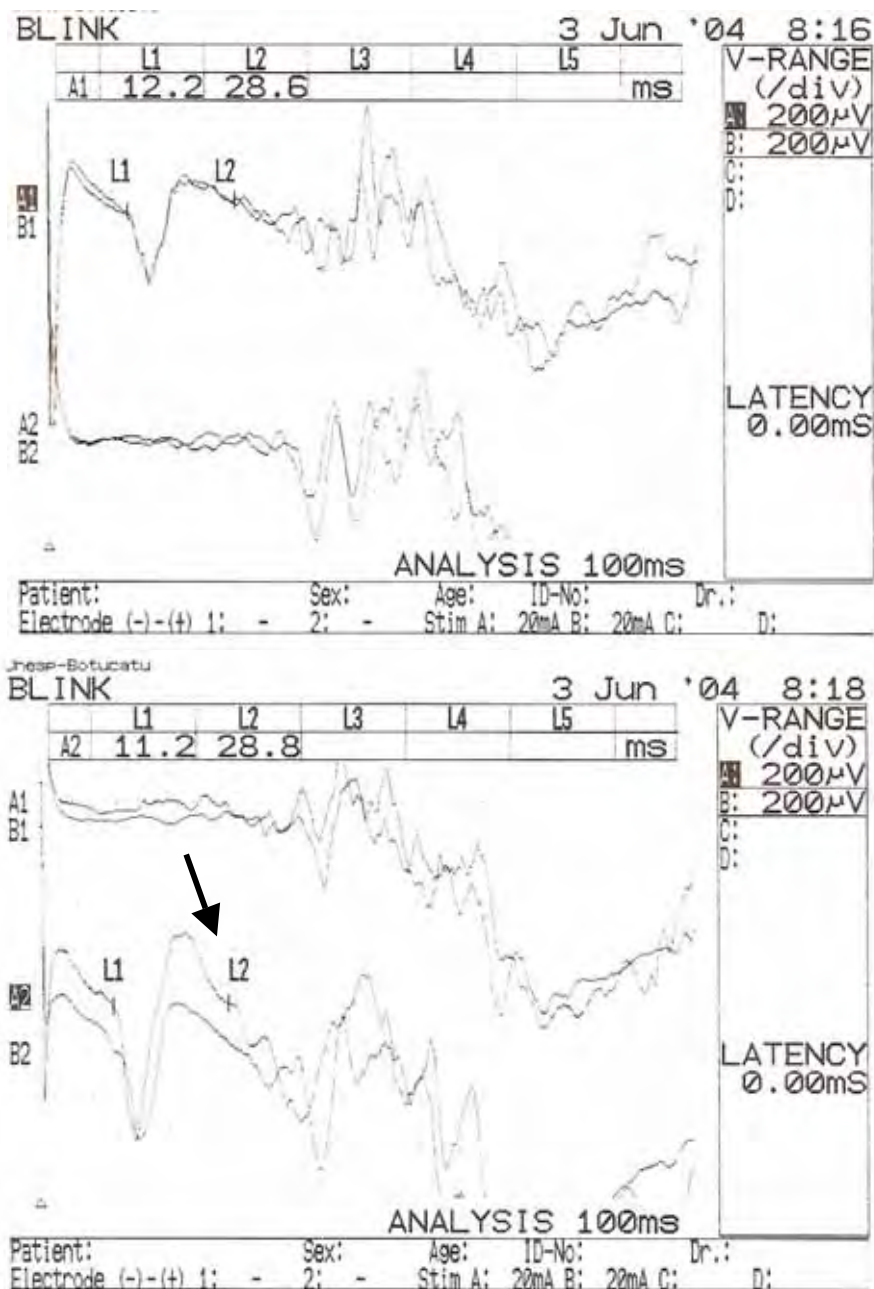 BLINK 3 Jun '04 8:16
L1 L2 L3 L4 L5
A1 12.2 28.6 ms
V-RANGE
(/div)
A: 200μV
B: 200μV
C:
D:
L1 L2
A1
B1
A2
B2
LATENCY
0.00mS
ANALYSIS 100ms
Patient: Sex: Age: ID-No: Dr.:
Electrode (-)-(+) 1: - 2: - Stim A: 20mA B: 20mA C: D:
BLINK 3 Jun '04 8:18
L1 L2 L3 L4 L5
A2 11.2 28.8 ms
V-RANGE
(/div)
A: 200μV
B: 200μV
C:
D:
A1
B1
L1 L2
A2
B2
LATENCY
0.00mS
ANALYSIS 100ms
Patient: Sex: Age: ID-No: Dr.:
Electrode (-)-(+) 1: - 2: - Stim A: 20mA B: 20mA C: D: